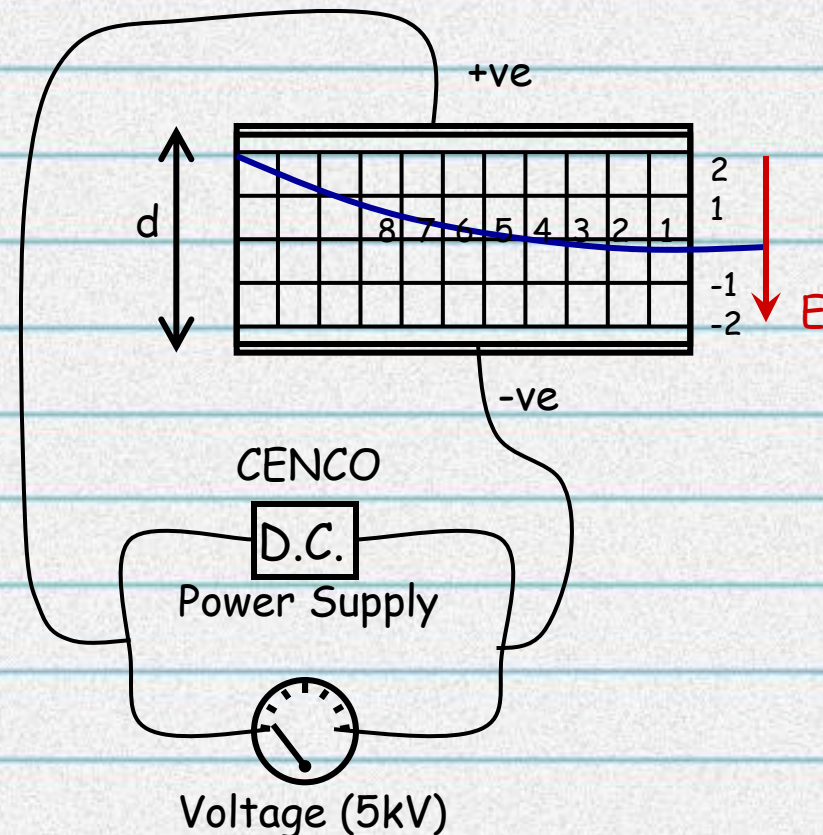 +ve
2
1
d
8 7 6 5 4 3 2 1
-1
E
-2
-ve
CENCO
D.C.
Power Supply
Voltage (5kV)